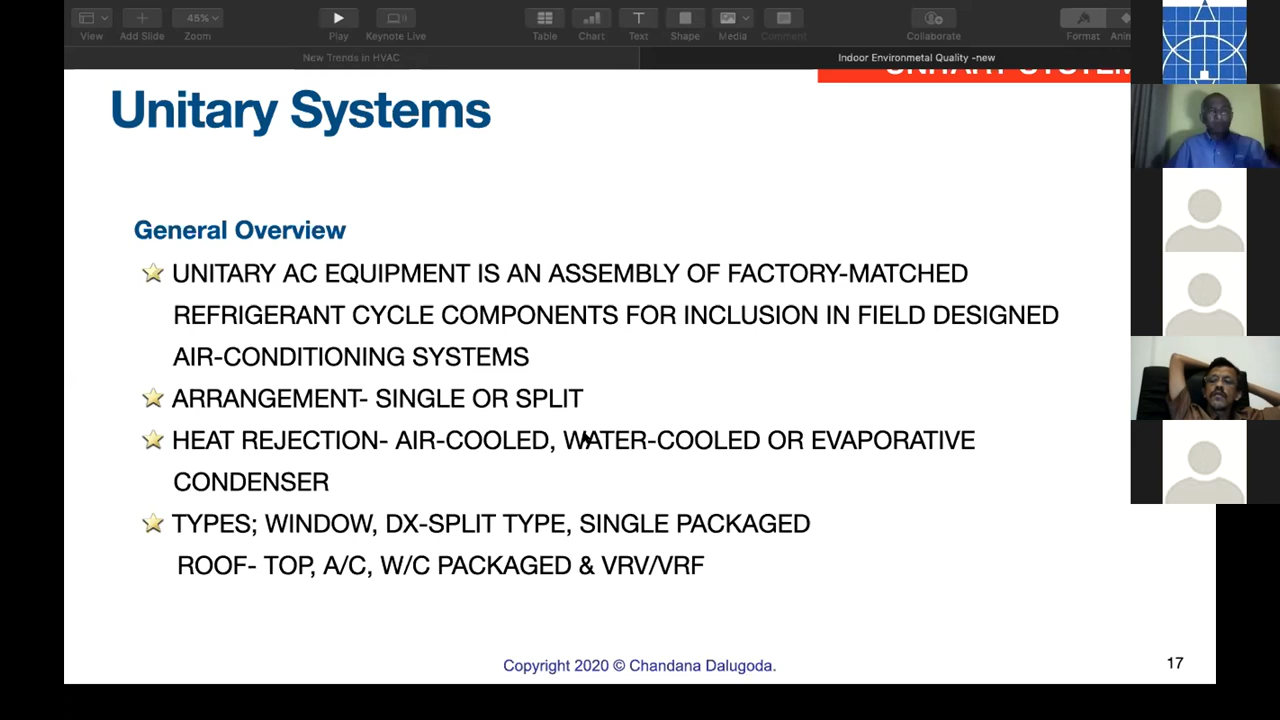 View
Add Slide
45%
Zoom
Play
Keynote Live
Table
Chart
Text
Shape
Media
Comment
Collaborate
Format
New Trends in HVAC
Indoor Environmetal Quality -new
Unitary Systems
General Overview
UNITARY AC EQUIPMENT IS AN ASSEMBLY OF FACTORY-MATCHED
REFRIGERANT CYCLE COMPONENTS FOR INCLUSION IN FIELD DESIGNED
AIR-CONDITIONING SYSTEMS
ARRANGEMENT- SINGLE OR SPLIT
HEAT REJECTION- AIR-COOLED, WATER-COOLED OR EVAPORATIVE
CONDENSER
TYPES; WINDOW, DX-SPLIT TYPE, SINGLE PACKAGED
ROOF- TOP, A/C, W/C PACKAGED & VRV/VRF
Copyright 2020 © Chandana Dalugoda.
17